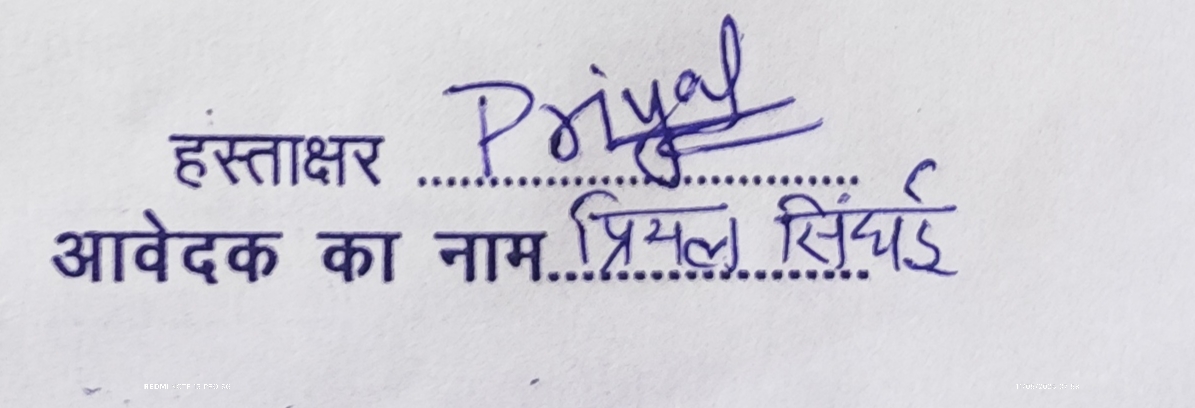 हस्ताक्षर ........ Priyal
आवेदक का नाम........ प्रियल सिंघई